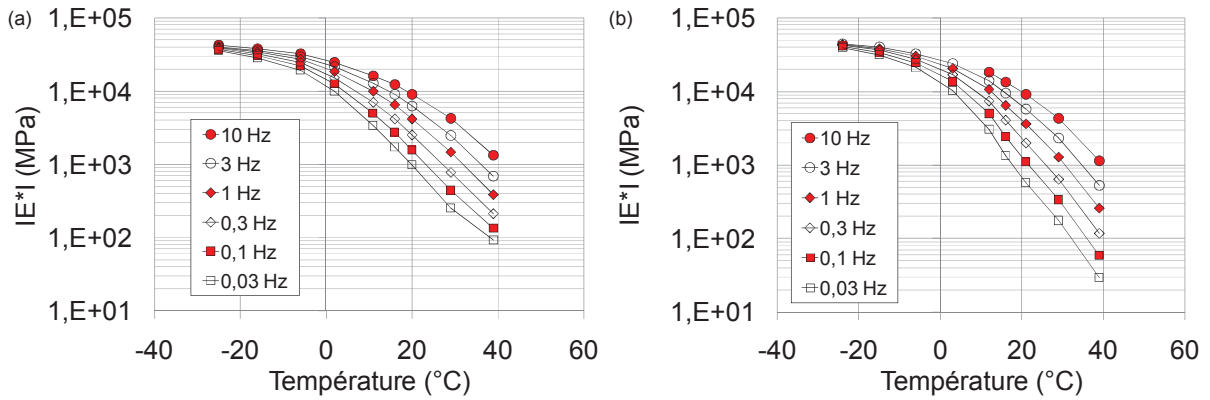 (a)
IE*I (MPa)
1,E+05
1,E+04
1,E+03
1,E+02
1,E+01
10 Hz
3 Hz
1 Hz
0,3 Hz
0,1 Hz
0,03 Hz
-40 -20 0 20 40 60
Température (°C)
(b)
IE*I (MPa)
1,E+05
1,E+04
1,E+03
1,E+02
1,E+01
10 Hz
3 Hz
1 Hz
0,3 Hz
0,1 Hz
0,03 Hz
-40 -20 0 20 40 60
Température (°C)